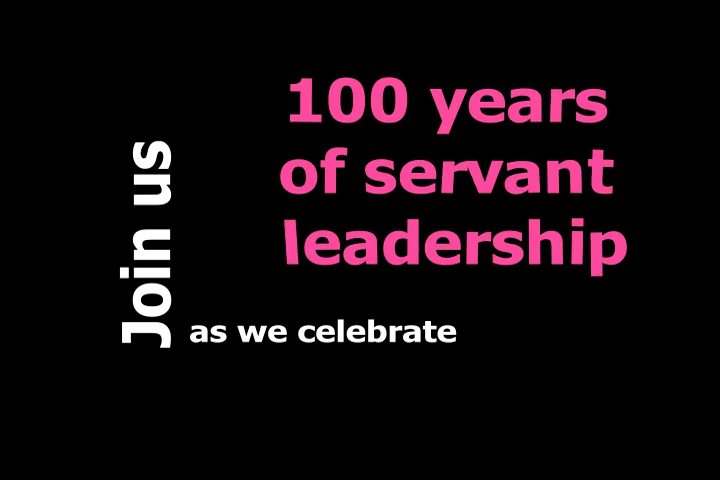 Join us
as we celebrate
100 years
of servant
leadership